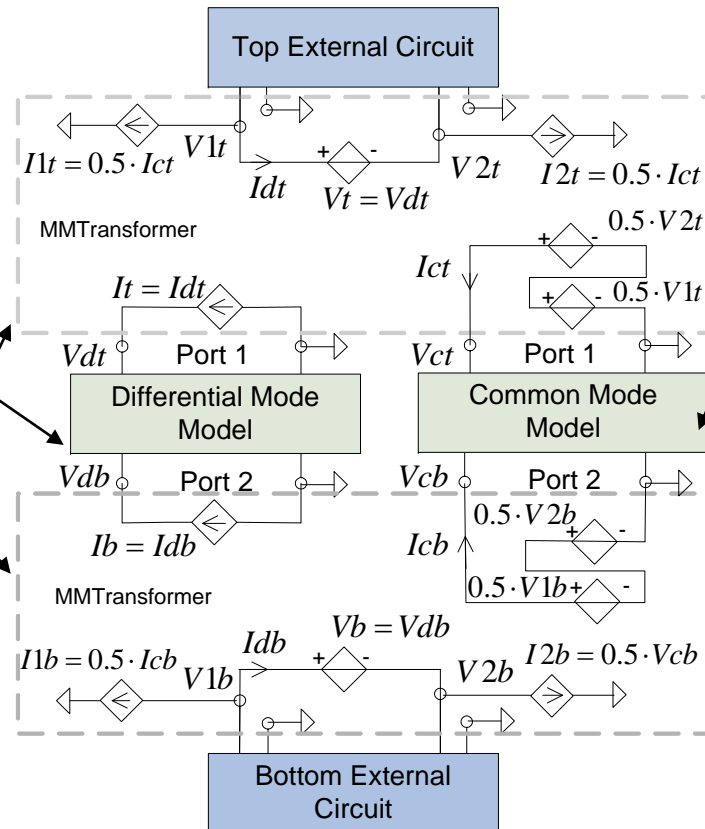 Top External Circuit
V1t
V2t
I1t = 0.5 · Ict
Idt
+ -
Vt = Vdt
I2t = 0.5 · Ict
MMTransformer
Ict
+ -
0.5 · V2t
It = Idt
+ -
0.5 · V1t
Vdt
Port 1
Vct
Port 1
Differential Mode
Model
Common Mode
Model
Vdb
Port 2
Vcb
Port 2
0.5 · V2b
+ -
Ib = Idb
Icb
0.5 · V1b
+ -
MMTransformer
Vb = Vdb
Idb
+ -
I1b = 0.5 · Icb
V1b
V2b
I2b = 0.5 · Vcb
Bottom External
Circuit